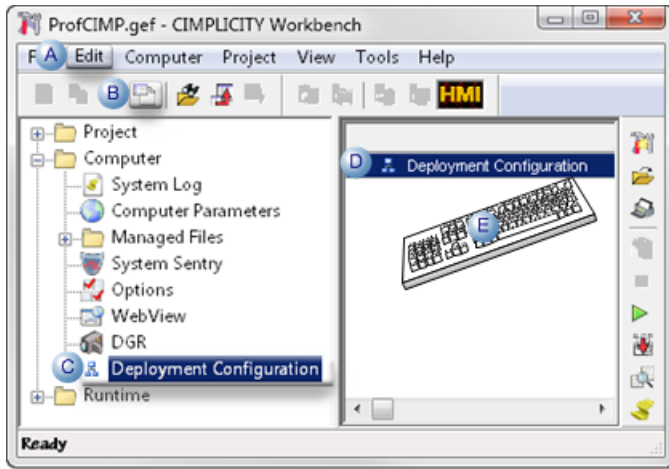 ProfCIMP.gef - CIMPLICITY Workbench
F A Edit Computer Project View Tools Help
B HMI
Project
Computer
System Log
Computer Parameters
Managed Files
System Sentry
Options
WebView
DGR
C Deployment Configuration
Runtime
D Deployment Configuration
E
Ready